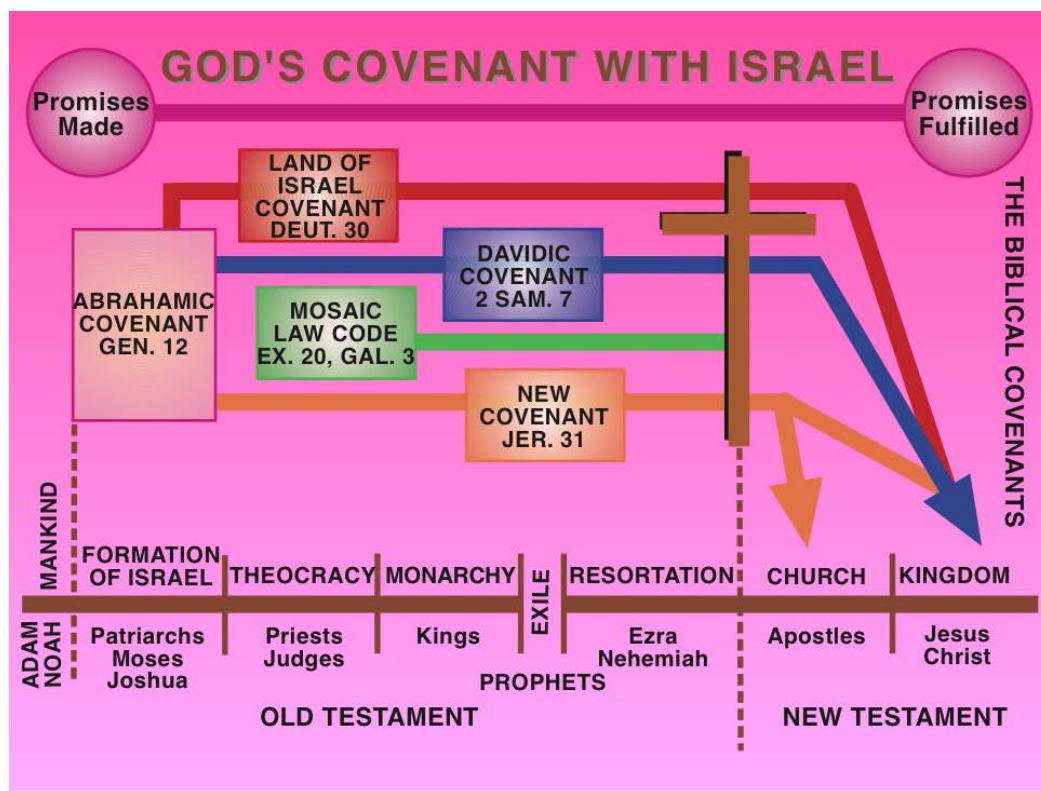 GOD'S COVENANT WITH ISRAEL
Promises
Made
Promises
Fulfilled
THE BIBLICAL COVENANTS
LAND OF
ISRAEL
COVENANT
DEUT. 30
DAVIDIC
COVENANT
2 SAM. 7
ABRAHAMIC
COVENANT
GEN. 12
MOSAIC
LAW CODE
EX. 20, GAL. 3
NEW
COVENANT
JER. 31
MANKIND
FORMATION
OF ISRAEL
THEOCRACY
MONARCHY
EXILE
RESORTATION
CHURCH
KINGDOM
ADAM
NOAH
Patriarchs
Moses
Joshua
Priests
Judges
Kings
Ezra
Nehemiah
Apostles
Jesus
Christ
PROPHETS
OLD TESTAMENT
NEW TESTAMENT